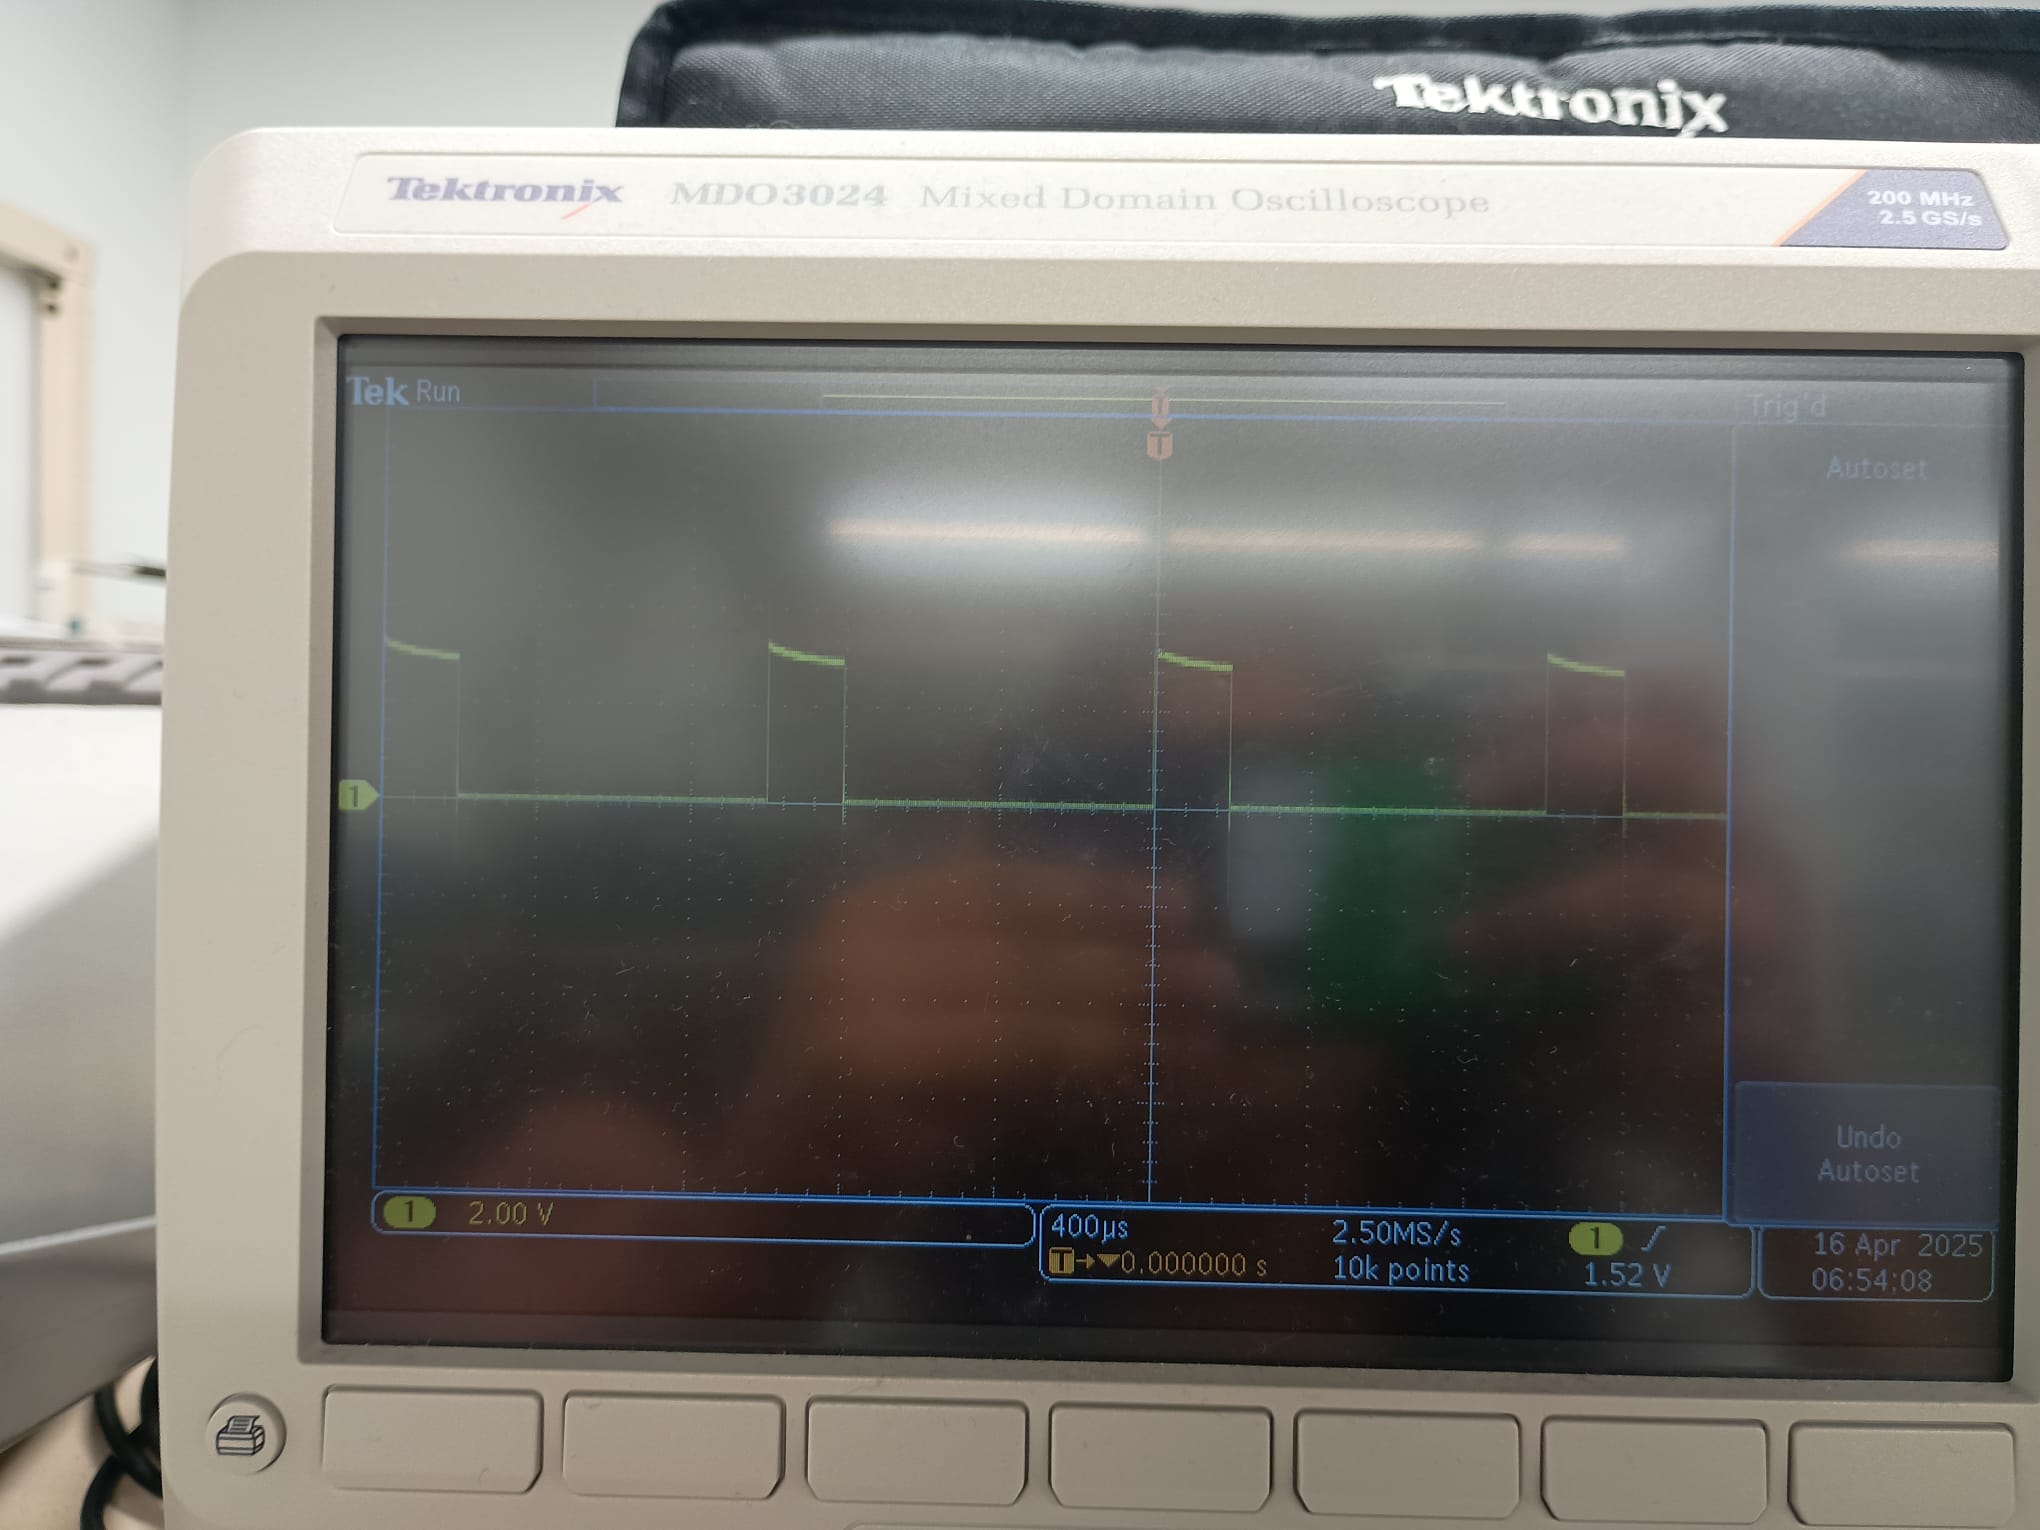 Tektronix
Tektronix MDO3024 Mixed Domain Oscilloscope
200 MHz
2.5 GS/s
Tek Run
Trig'd
T
T
Autoset
1
Undo
Autoset
1 2.00 V
400µs 2.50MS/s 1
T→▼0.000000 s 10k points 1.52 V
16 Apr 2025
06:54:08